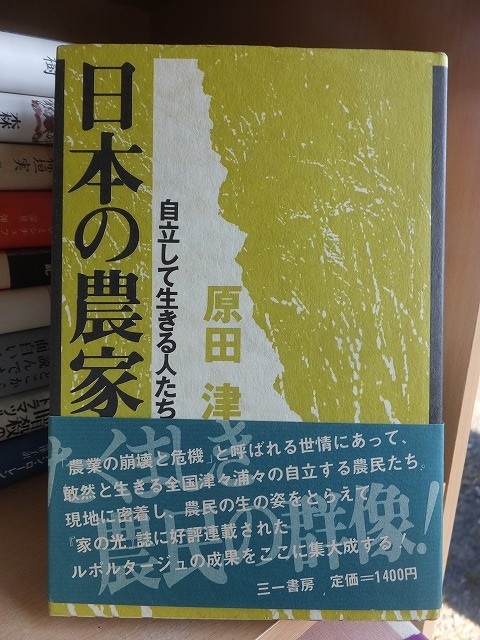 日本の農家
自立して生きる人たち
原田 津
「農業の崩壊と危機」と呼ばれる世情にあって、
敢然と生きる全国津々浦々の自立する農民たち。
現地に密着し、農民の生の姿をとらえて
『家の光』誌に好評連載された
ルポルタージュの成果をここに集大成する!
農民の群像!
三一書房 定価=1400円